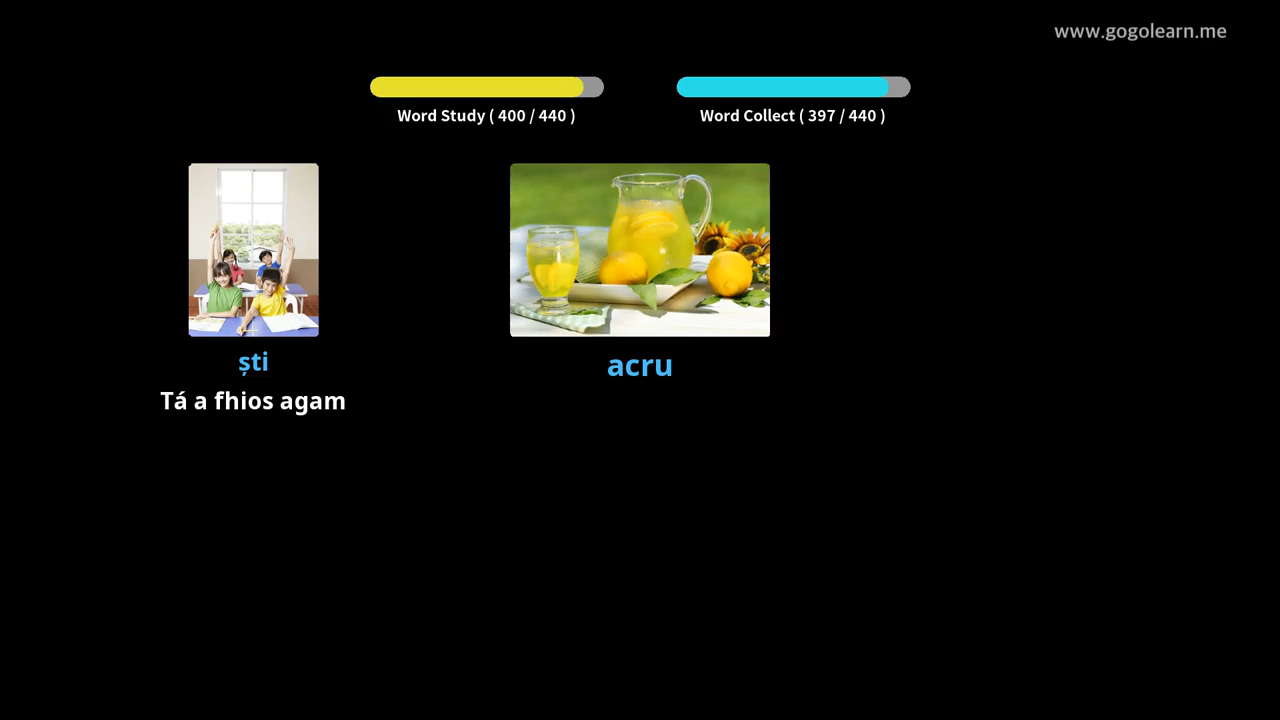 www.gogolearn.me
Word Study ( 400 / 440 )
Word Collect ( 397 / 440 )
ști
Tá a fhios agam
acru